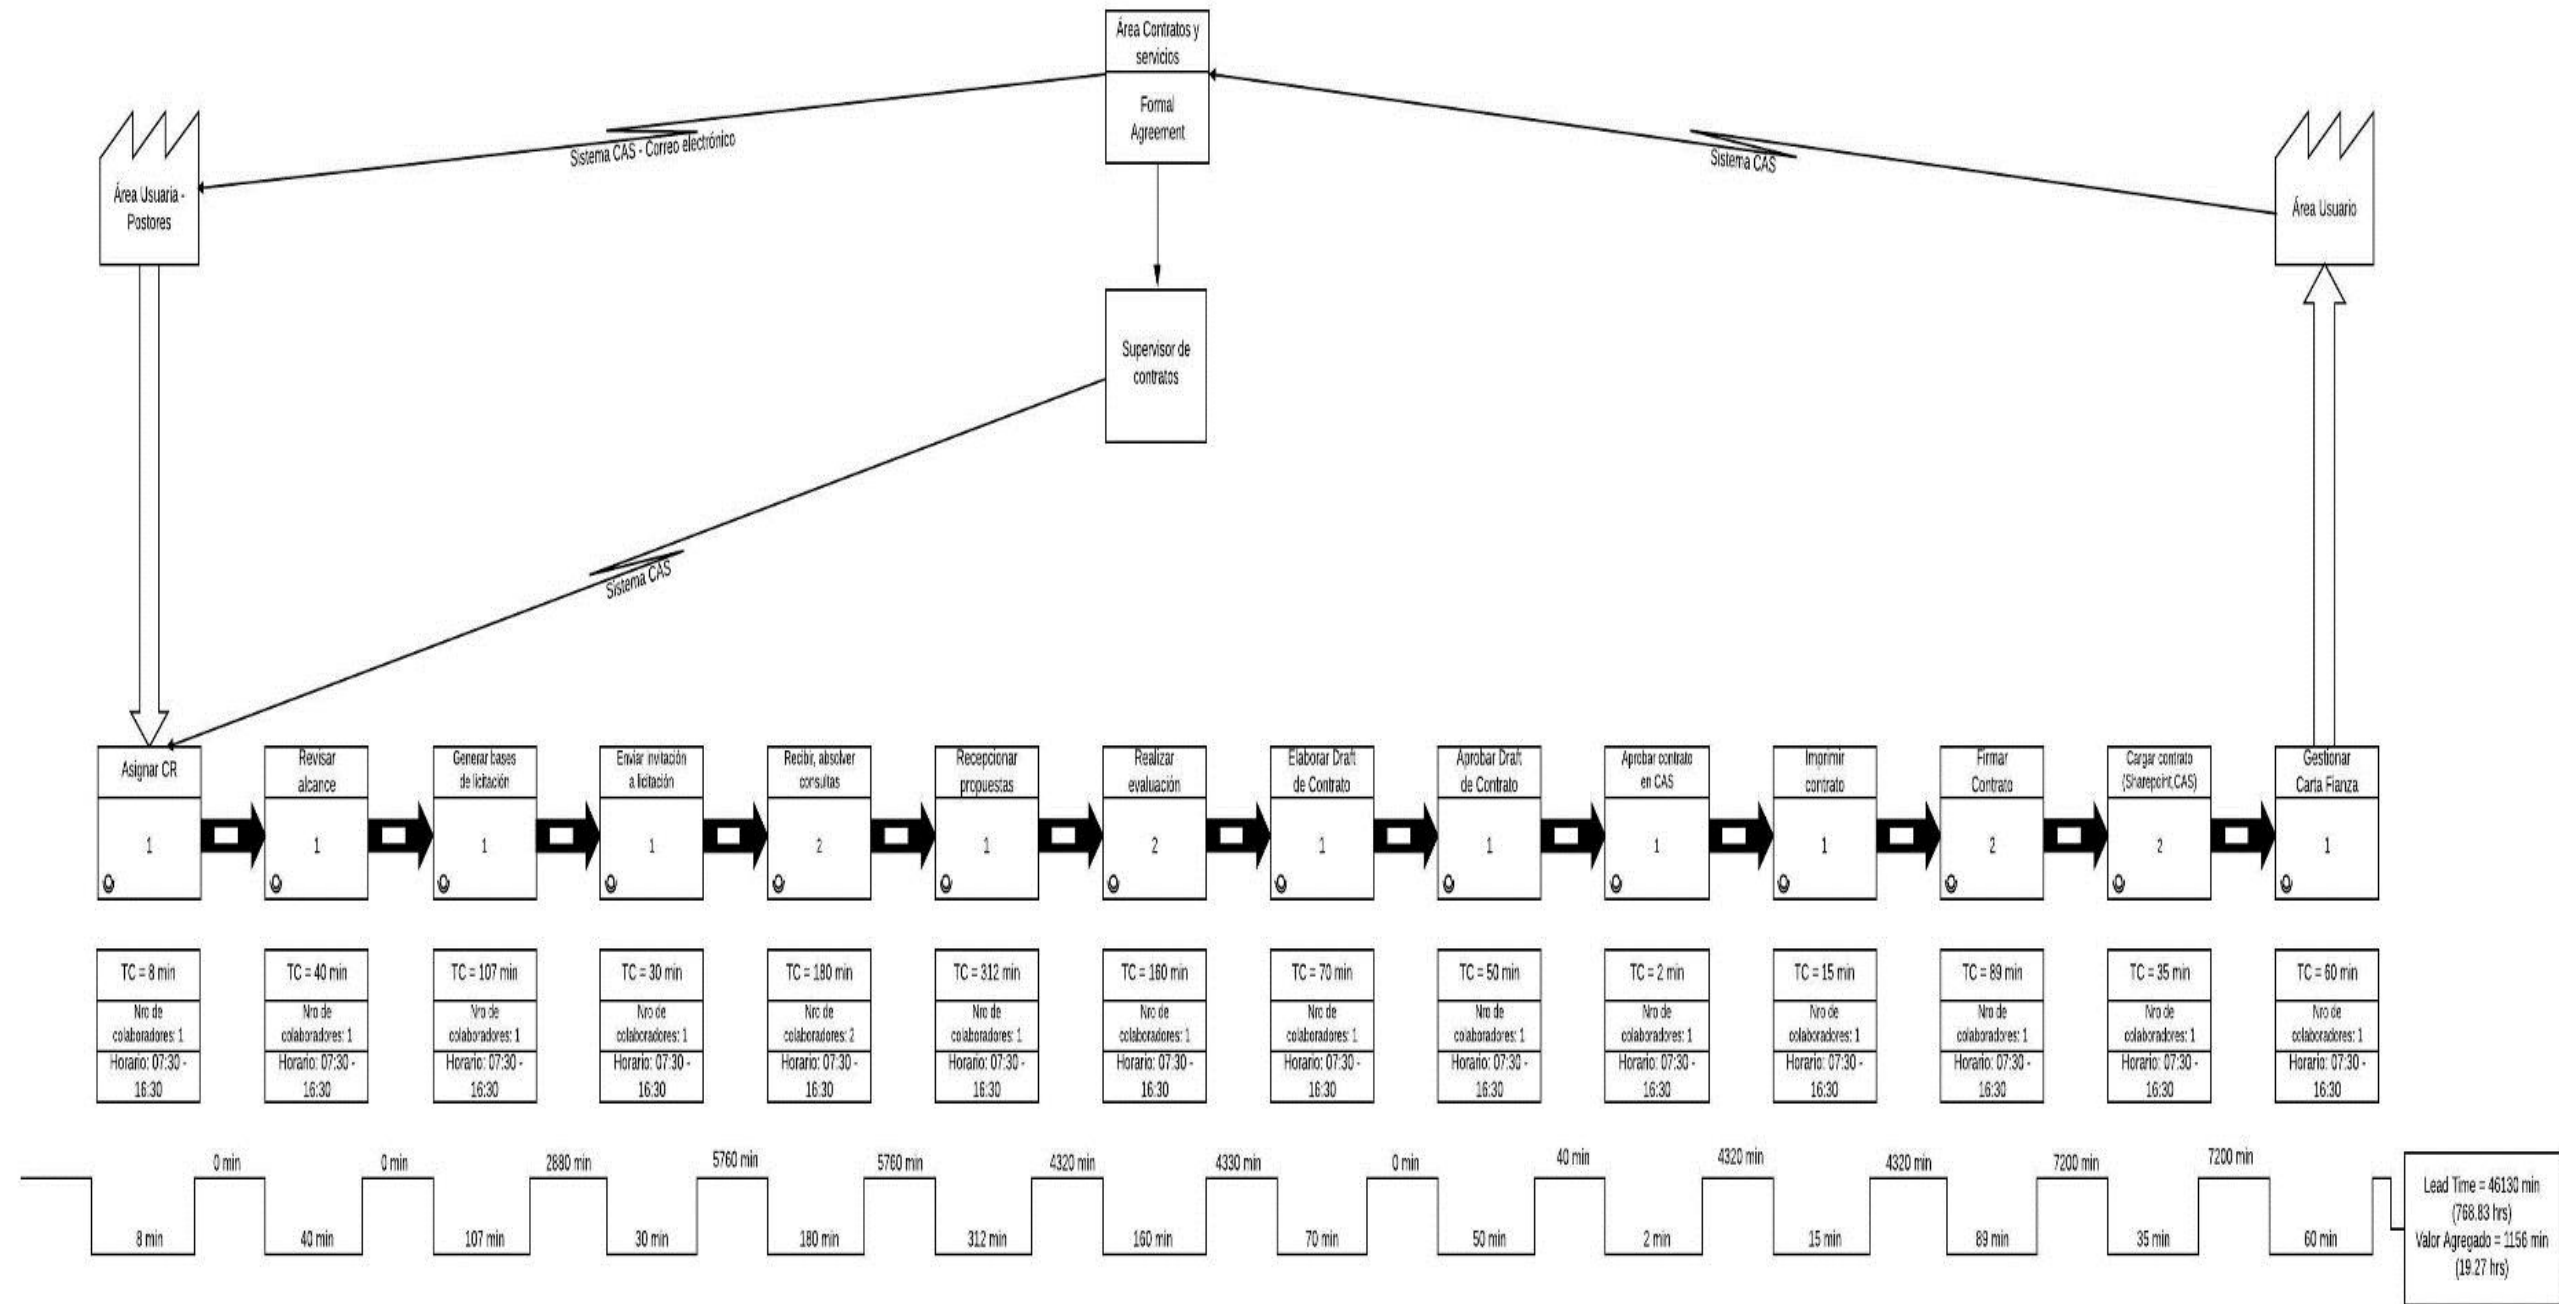 Área Contratos y
servicios
Formal
Agreement
Sistema CAS - Correo electrónico
Sistema CAS
Área Usuaria -
Postores
Área Usuario
Supervisor de
contratos
Sistema CAS
Asignar CR
1
Revisar
alcance
1
Generar bases
de licitación
1
Enviar invitación
a licitación
1
Recibir, absolver
consultas
2
Recepcionar
propuestas
1
Realizar
evaluación
2
Elaborar Draft
de Contrato
1
Aprobar Draft
de Contrato
1
Aprobar contrato
en CAS
1
Imprimir
contrato
1
Firmar
Contrato
2
Cargar contrato
(Sharepoint,CAS)
2
Gestionar
Carta Fianza
1
TC = 8 min
Nro de
colaboradores: 1
Horario: 07:30 -
16:30
TC = 40 min
Nro de
colaboradores: 1
Horario: 07:30 -
16:30
TC = 107 min
Nro de
colaboradores: 1
Horario: 07:30 -
16:30
TC = 30 min
Nro de
colaboradores: 1
Horario: 07:30 -
16:30
TC = 180 min
Nro de
colaboradores: 2
Horario: 07:30 -
16:30
TC = 312 min
Nro de
colaboradores: 1
Horario: 07:30 -
16:30
TC = 160 min
Nro de
colaboradores: 1
Horario: 07:30 -
16:30
TC = 70 min
Nro de
colaboradores: 1
Horario: 07:30 -
16:30
TC = 50 min
Nro de
colaboradores: 1
Horario: 07:30 -
16:30
TC = 2 min
Nro de
colaboradores: 1
Horario: 07:30 -
16:30
TC = 15 min
Nro de
colaboradores: 1
Horario: 07:30 -
16:30
TC = 89 min
Nro de
colaboradores: 1
Horario: 07:30 -
16:30
TC = 35 min
Nro de
colaboradores: 1
Horario: 07:30 -
16:30
TC = 60 min
Nro de
colaboradores: 1
Horario: 07:30 -
16:30
0 min
0 min
2880 min
5760 min
5760 min
4320 min
4330 min
0 min
40 min
4320 min
4320 min
7200 min
7200 min
8 min
40 min
107 min
30 min
180 min
312 min
160 min
70 min
50 min
2 min
15 min
89 min
35 min
60 min
Lead Time = 46130 min
(768.83 hrs)
Valor Agregado = 1156 min
(19.27 hrs)